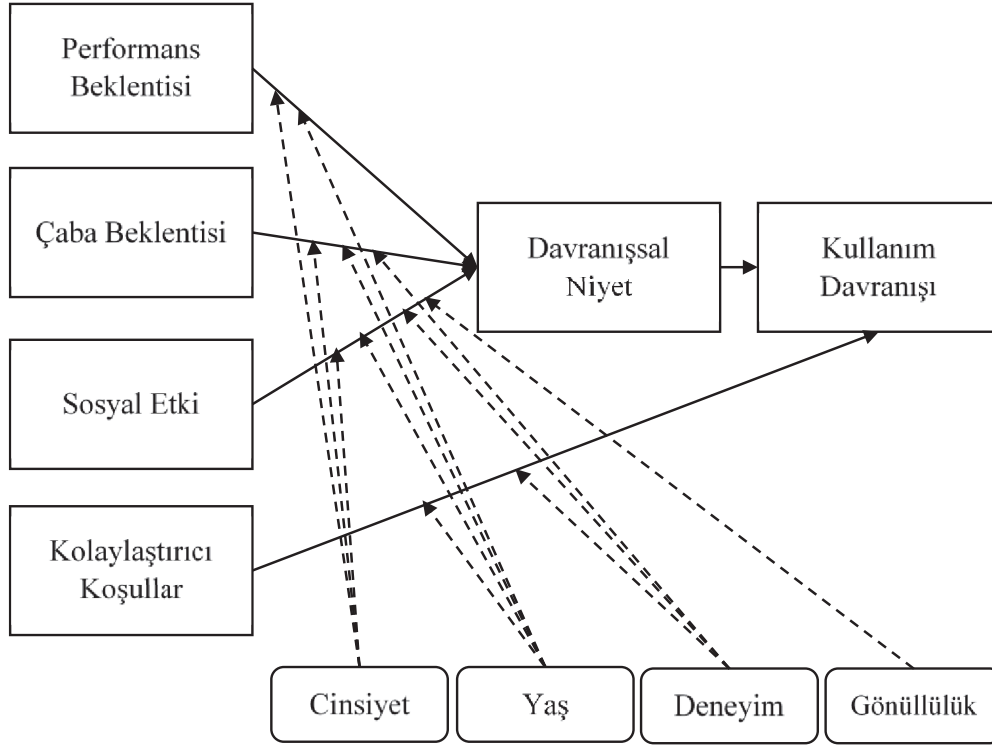 Performans
Beklentisi
Çaba Beklentisi
Sosyal Etki
Kolaylaştırıcı
Koşullar
Davranışsal
Niyet
Kullanım
Davranışı
Cinsiyet
Yaş
Deneyim
Gönüllülük